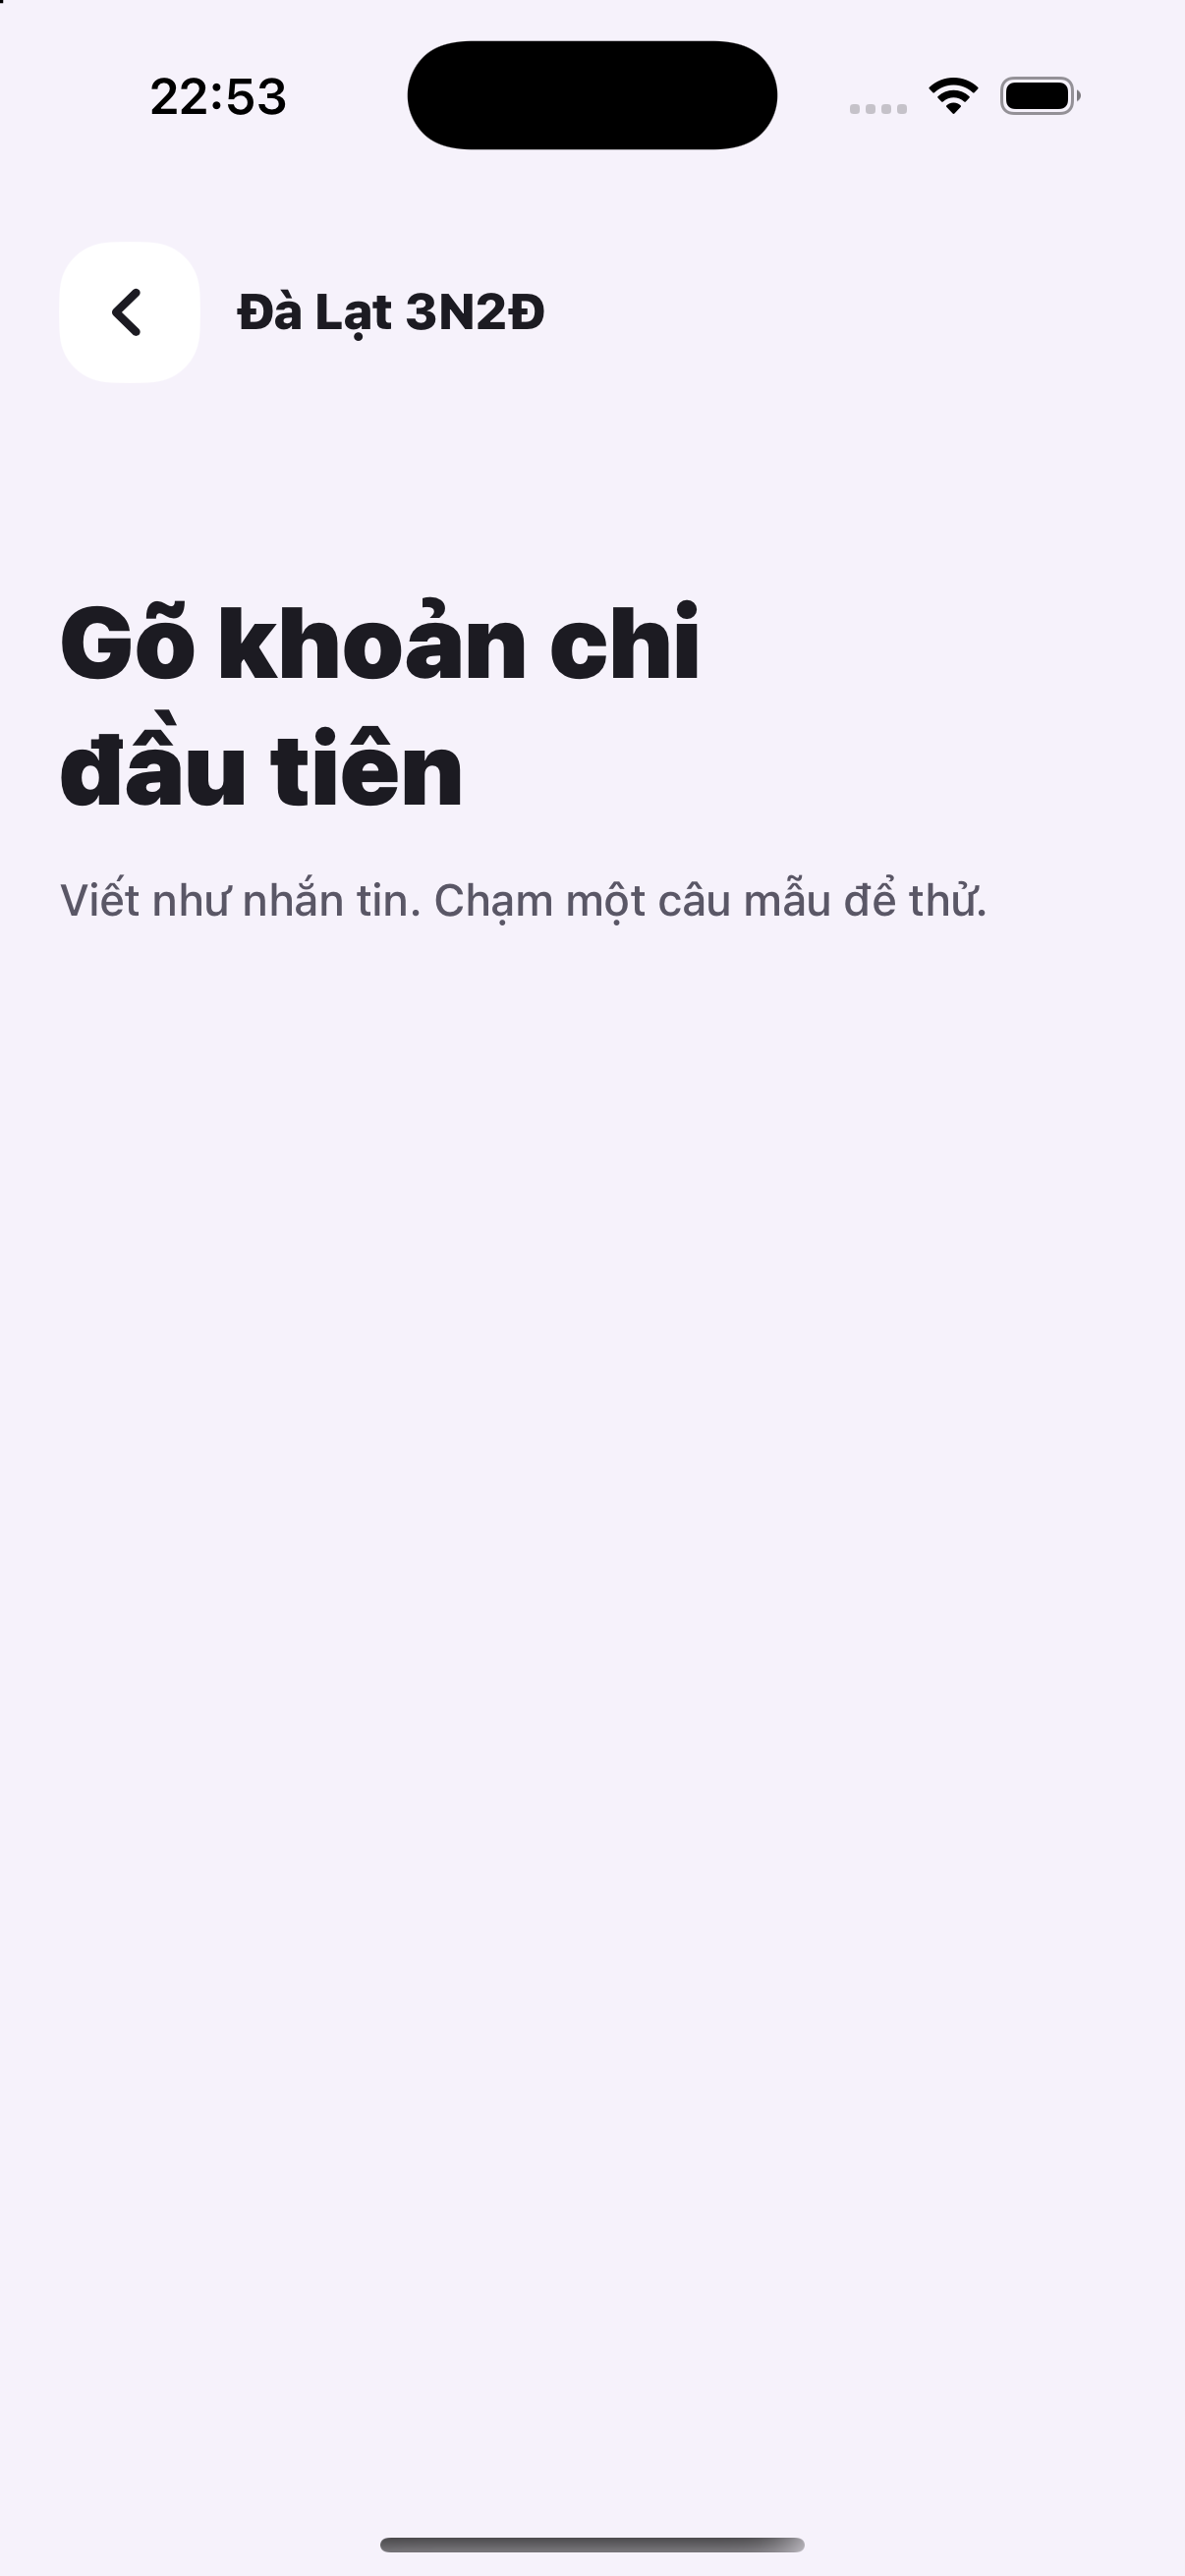 22:53
Đà Lạt 3N2Đ
Gõ khoản chi
đầu tiên
Viết như nhắn tin. Chạm một câu mẫu để thử.